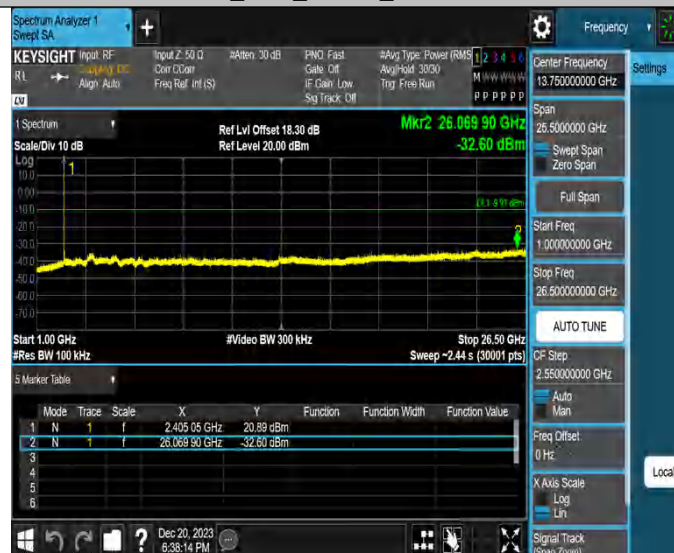 Spectrum Analyzer 1
Swept SA
+
Frequency
KEYSIGHT Input: RF Input Z: 50 Ω #Atten: 30 dB PNO: Fast #Avg Type: Power (RMS 1 2 3 4 5 6
RL Coupling: DC Corr CCorr Gate: Off Avg|Hold: 30/30 M W W W W W
Align: Auto Freq Ref: Int (S) IF Gain: Low Trig: Free Run
Sig Track: Off P P P P P P
LXI
1 Spectrum
Scale/Div 10 dB
Ref Lvl Offset 18.30 dB
Ref Level 20.00 dBm
Mkr2 26.069 90 GHz
-32.60 dBm
Log
10.0
0.00
-10.0
-20.0
-30.0
-40.0
-50.0
-60.0
-70.0
1
2
DL1 -9.91 dBm
Start 1.00 GHz #Video BW 300 kHz Stop 26.50 GHz
#Res BW 100 kHz Sweep ~2.44 s (30001 pts)
5 Marker Table
Mode Trace Scale X Y Function Function Width Function Value
1 N 1 f 2.405 05 GHz 20.89 dBm
2 N 1 f 26.069 90 GHz -32.60 dBm
3
4
5
6
Dec 20, 2023
6:38:14 PM
Center Frequency
13.750000000 GHz
Settings
Span
25.5000000 GHz
Swept Span
Zero Span
Full Span
Start Freq
1.000000000 GHz
Stop Freq
26.500000000 GHz
AUTO TUNE
CF Step
2.550000000 GHz
Auto
Man
Freq Offset
0 Hz
Local
X Axis Scale
Log
Lin
Signal Track
(Span Zoom)